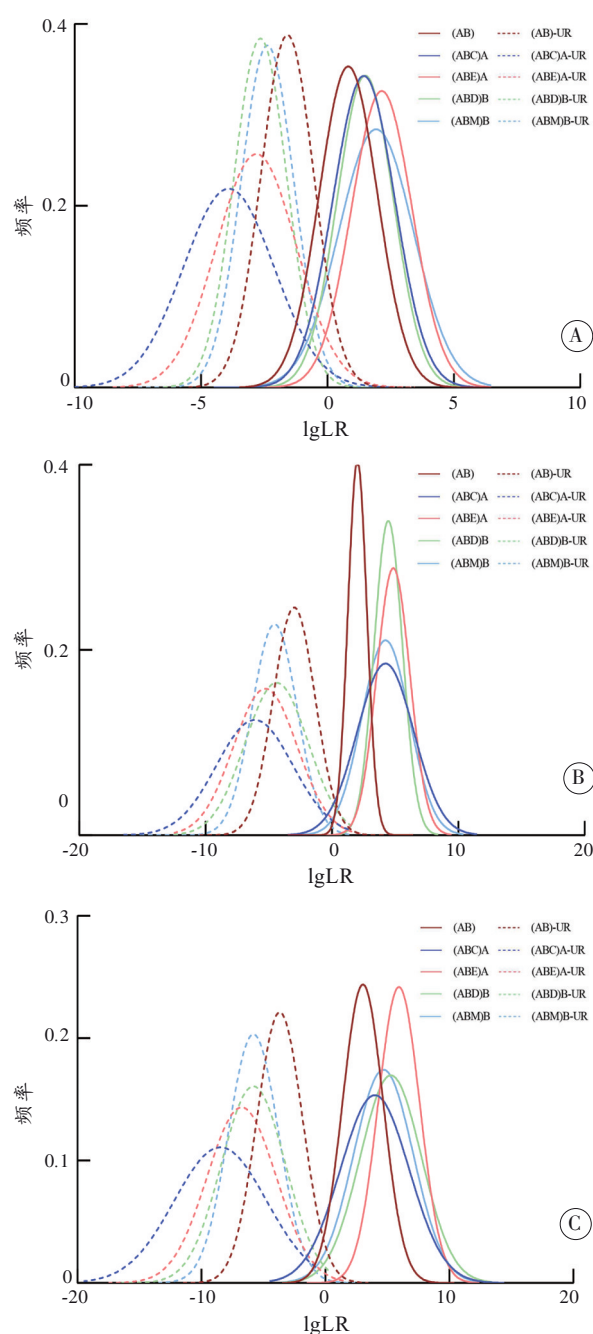 0.4
(AB) (AB)-UR
(ABC)A (ABC)A-UR
(ABE)A (ABE)A-UR
(ABD)B (ABD)B-UR
(ABM)B (ABM)B-UR
频率
0.2
0
-10 -5 0 5 10
lgLR
A
0.4
(AB) (AB)-UR
(ABC)A (ABC)A-UR
(ABE)A (ABE)A-UR
(ABD)B (ABD)B-UR
(ABM)B (ABM)B-UR
频率
0.2
0
-20 -10 0 10 20
lgLR
B
0.3
(AB) (AB)-UR
(ABC)A (ABC)A-UR
(ABE)A (ABE)A-UR
(ABD)B (ABD)B-UR
(ABM)B (ABM)B-UR
0.2
频率
0.1
0
-20 -10 0 10 20
lgLR
C